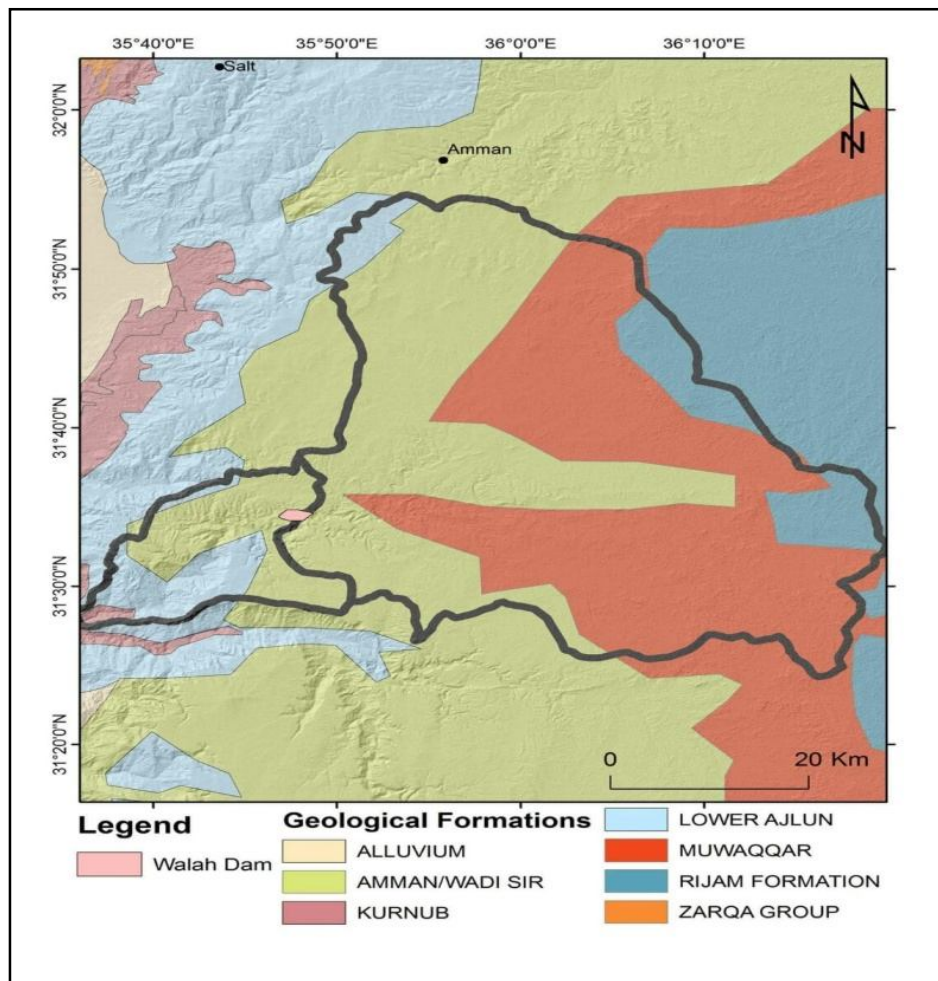 35°40'0"E 35°50'0"E 36°0'0"E 36°10'0"E
Salt
32°0'0"N
Amman
N
31°50'0"N
31°40'0"N
31°30'0"N
31°20'0"N
0 20 Km
Legend
Walah Dam
Geological Formations
ALLUVIUM
AMMAN/WADI SIR
KURNUB
LOWER AJLUN
MUWAQQAR
RIJAM FORMATION
ZARQA GROUP